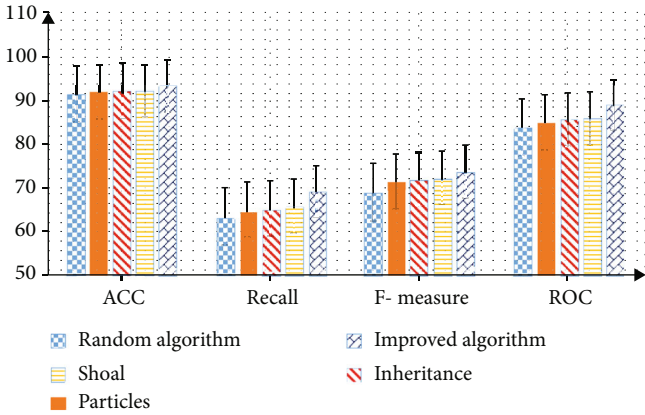 110
100
90
80
70
60
50
ACC
Recall
F- measure
ROC
Random algorithm
Improved algorithm
Shoal
Inheritance
Particles